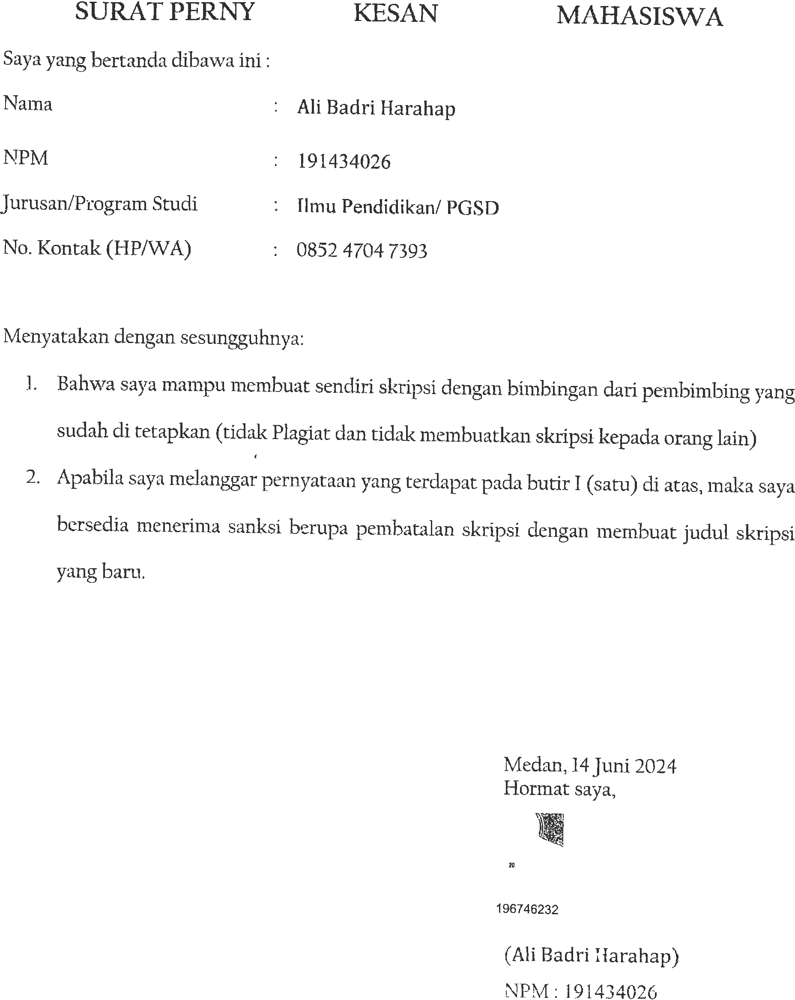 SURAT PERNY KESAN MAHASISWA
Saya yang bertanda dibawa ini :
Nama : Ali Badri Harahap
NPM : 191434026
Jurusan/Program Studi : Ilmu Pendidikan/ PGSD
No. Kontak (HP/WA) : 0852 4704 7393
Menyatakan dengan sesungguhnya:
1. Bahwa saya mampu membuat sendiri skripsi dengan bimbingan dari pembimbing yang
sudah di tetapkan (tidak Plagiat dan tidak membuatkan skripsi kepada orang lain)
2. Apabila saya melanggar pernyataan yang terdapat pada butir I (satu) di atas, maka saya
bersedia menerima sanksi berupa pembatalan skripsi dengan membuat judul skripsi
yang baru.
Medan, 14 Juni 2024
Hormat saya,
20
196746232
(Ali Badri Harahap)
NPM : 191434026